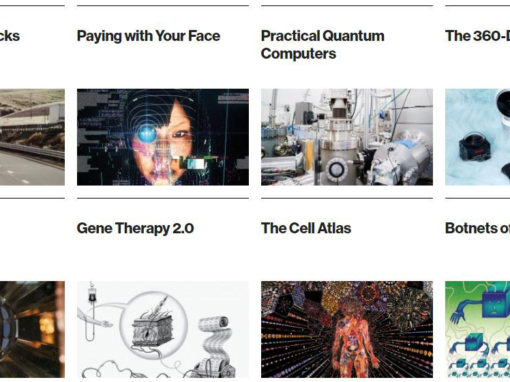 cks
Paying with Your Face
Practical Quantum
Computers
The 360-D
Gene Therapy 2.0
The Cell Atlas
Botnets of